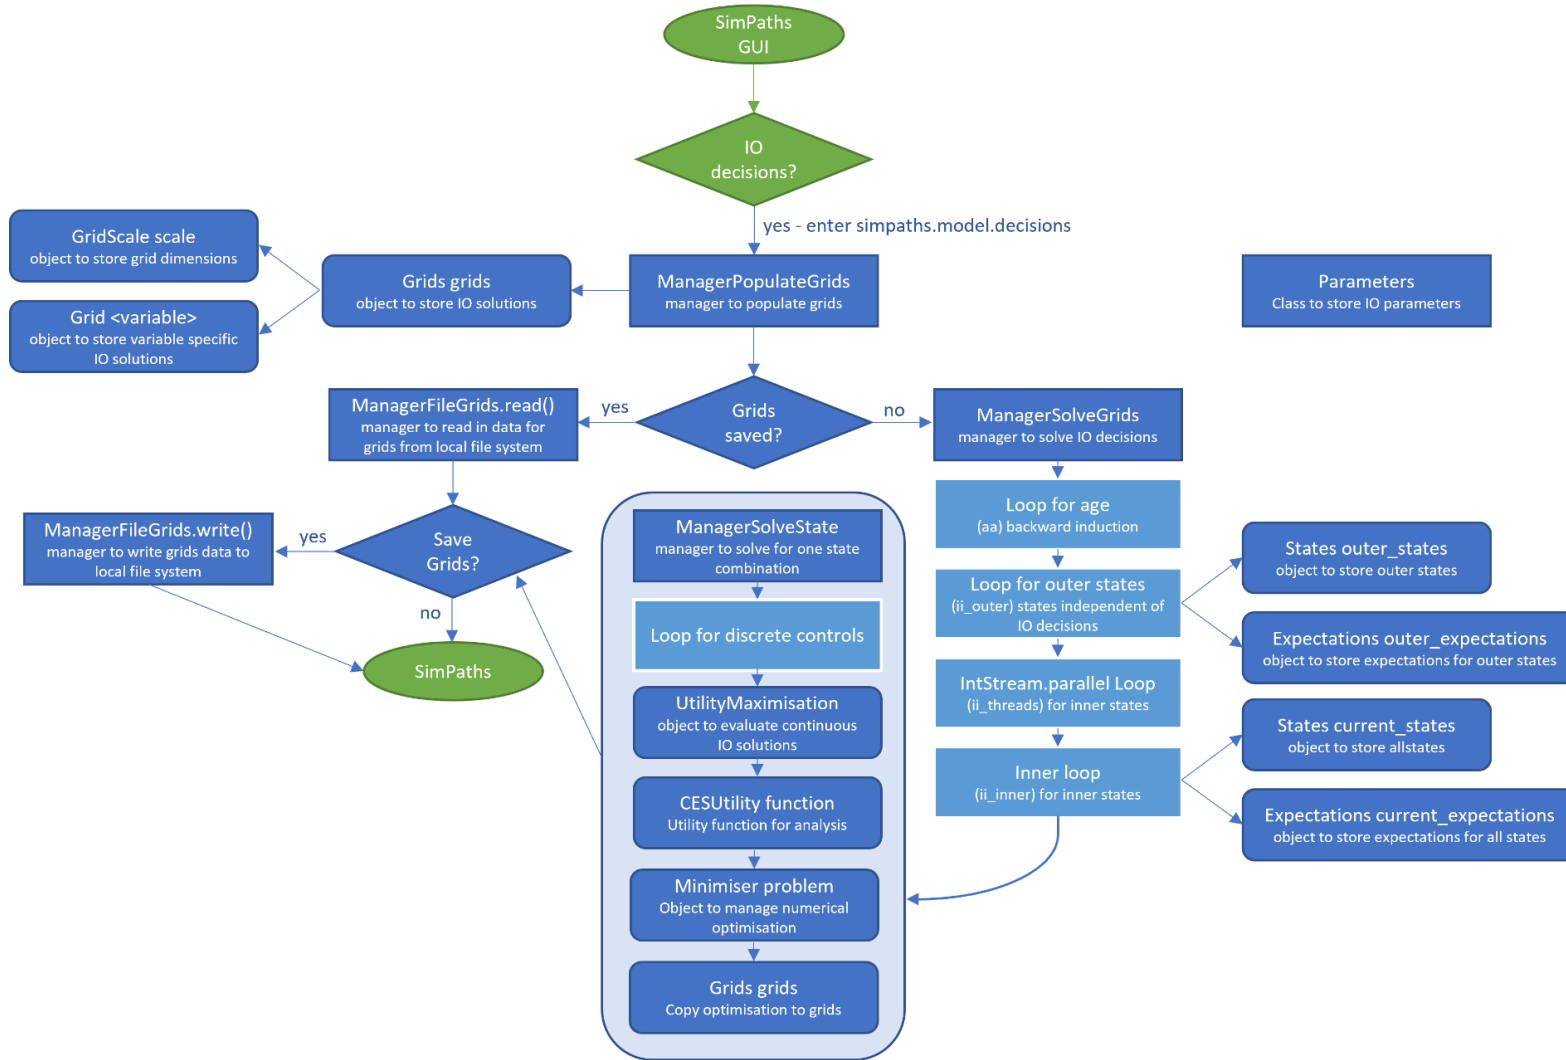 SimPaths
GUI
IO
decisions?
yes - enter simpaths.model.decisions
GridScale scale
object to store grid dimensions
Grid <variable>
object to store variable specific
IO solutions
Grids grids
object to store IO solutions
ManagerPopulateGrids
manager to populate grids
Parameters
Class to store IO parameters
ManagerFileGrids.read()
manager to read in data for
grids from local file system
yes
Grids
saved?
no
ManagerSolveGrids
manager to solve IO decisions
ManagerFileGrids.write()
manager to write grids data to
local file system
yes
Save
Grids?
no
SimPaths
ManagerSolveState
manager to solve for one state
combination
Loop for discrete controls
UtilityMaximisation
object to evaluate continuous
IO solutions
CESUtility function
Utility function for analysis
Minimiser problem
Object to manage numerical
optimisation
Grids grids
Copy optimisation to grids
Loop for age
(aa) backward induction
Loop for outer states
(ii_outer) states independent of
IO decisions
IntStream.parallel Loop
(ii_threads) for inner states
Inner loop
(ii_inner) for inner states
States outer_states
object to store outer states
Expectations outer_expectations
object to store expectations for outer states
States current_states
object to store allstates
Expectations current_expectations
object to store expectations for all states